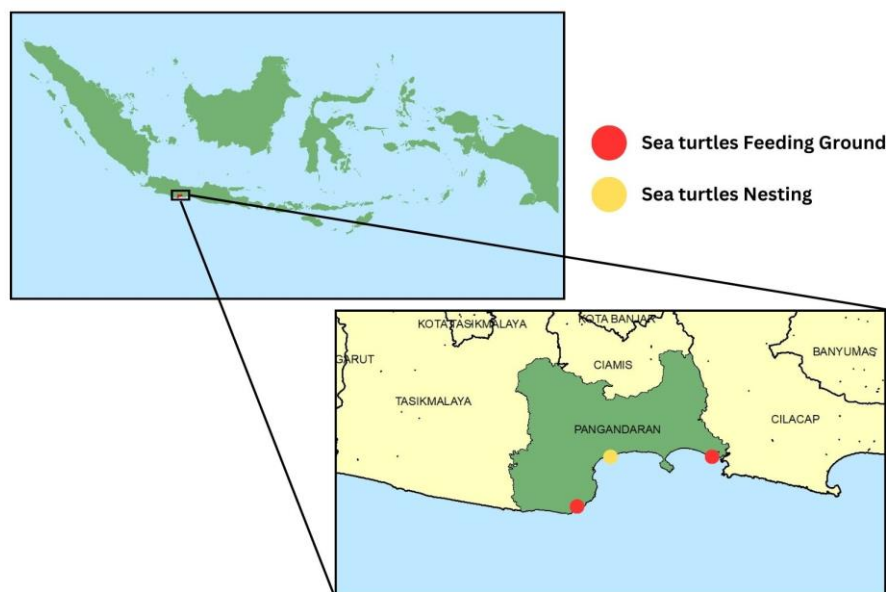 Sea turtles Feeding Ground
Sea turtles Nesting
KOTA TASIKMALAYA
KOTA BANJAR
GARUT
CIAMIS
BANYUMAS
TASIKMALAYA
PANGANDARAN
CILACAP